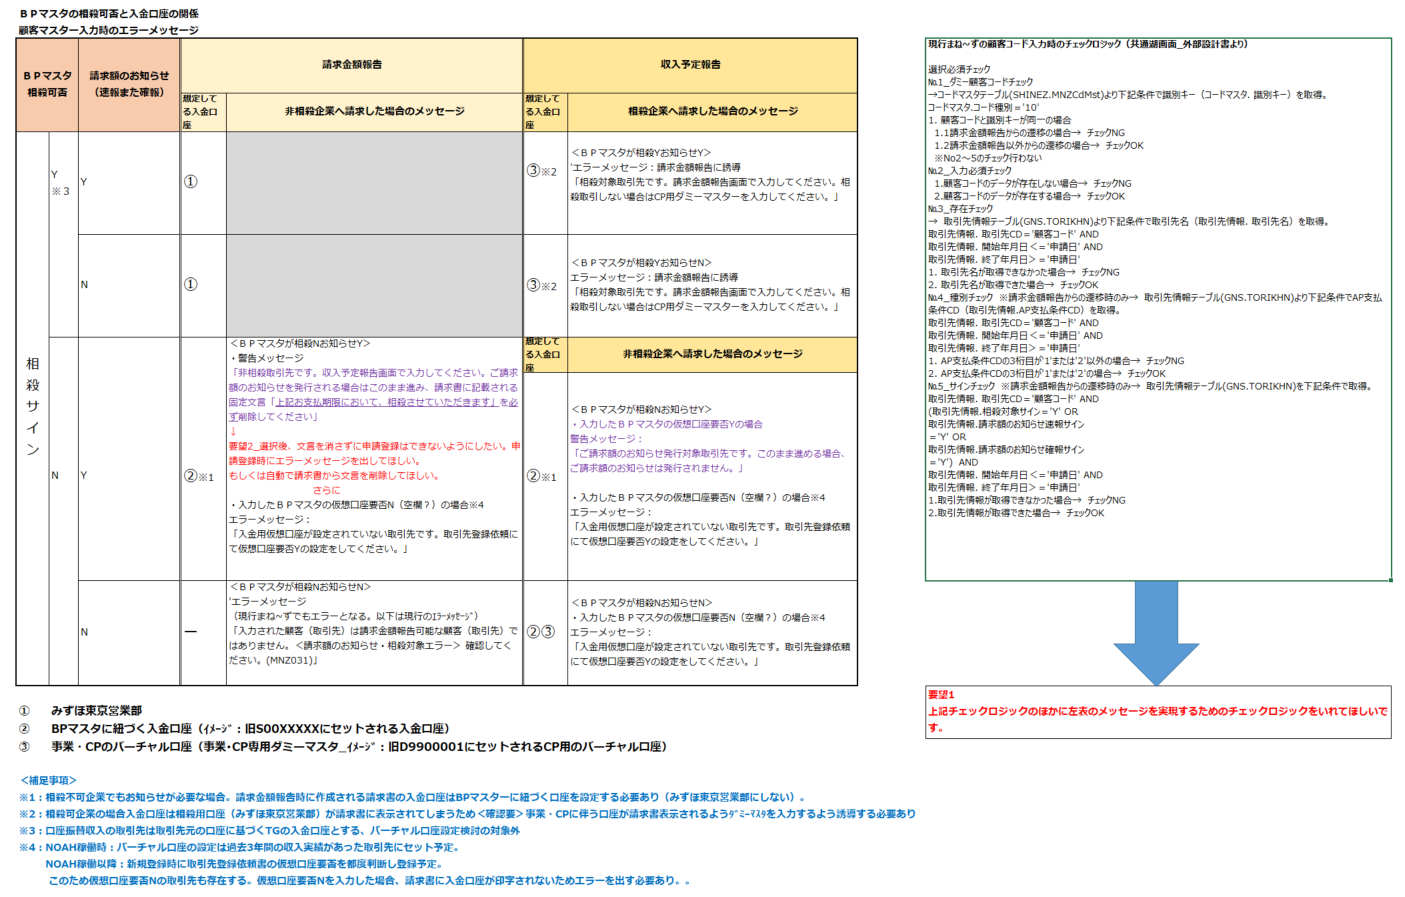 ＢＰマスタの相殺可否と入金口座の関係
顧客マスター入力時のエラーメッセージ
ＢＰマスタ
相殺可否
請求額のお知らせ
（速報また確報）
請求金額報告
収入予定報告
想定して
る入金口
座
非相殺企業へ請求した場合のメッセージ
想定して
る入金口
座
相殺企業へ請求した場合のメッセージ
相殺サイン
Y
※３
Y
①
③※2
＜ＢＰマスタが相殺Yお知らせY＞
'エラーメッセージ：請求金額報告に誘導
「相殺対象取引先です。請求金額報告画面で入力してください。相
殺取引しない場合はCP用ダミーマスターを入力してください。」
N
①
③※2
＜ＢＰマスタが相殺Yお知らせN＞
エラーメッセージ：請求金額報告に誘導
「相殺対象取引先です。請求金額報告画面で入力してください。相
殺取引しない場合はCP用ダミーマスターを入力してください。」
N
Y
②※1
＜ＢＰマスタが相殺Nお知らせY＞
・警告メッセージ
「非相殺取引先です。収入予定報告画面で入力してください。ご請求
額のお知らせを発行される場合はこのまま進み、請求書に記載される
固定文言「上記お支払期限において、相殺させていただきます」を必
ず削除してください」
↓
要望2_選択後、文言を消さずに申請登録はできないようにしたい。申
請登録時にエラーメッセージを出してほしい。
もしくは自動で請求書から文言を削除してほしい。
さらに
・入力したＢＰマスタの仮想口座要否N（空欄？）の場合※4
エラーメッセージ：
「入金用仮想口座が設定されていない取引先です。取引先登録依頼に
て仮想口座要否Yの設定をしてください。」
想定して
る入金口
座
非相殺企業へ請求した場合のメッセージ
②※1
＜ＢＰマスタが相殺Nお知らせY＞
・入力したＢＰマスタの仮想口座要否Yの場合
警告メッセージ：
「ご請求額のお知らせ発行対象取引先です。このまま進める場合、
ご請求額のお知らせは発行されません。」
・入力したＢＰマスタの仮想口座要否N（空欄？）の場合※4
エラーメッセージ：
「入金用仮想口座が設定されていない取引先です。取引先登録依頼
にて仮想口座要否Yの設定をしてください。」
N
ー
＜ＢＰマスタが相殺Nお知らせN＞
'エラーメッセージ
（現行まね~ずでもエラーとなる。以下は現行のｴﾗｰﾒｯｾｰｼﾞ）
「入力された顧客（取引先）は請求金額報告可能な顧客（取引先）で
はありません。＜請求額のお知らせ・相殺対象エラー＞ 確認してく
ださい。(MNZ031)」
②③
＜ＢＰマスタが相殺Nお知らせN＞
・入力したＢＰマスタの仮想口座要否N（空欄？）の場合※4
エラーメッセージ：
「入金用仮想口座が設定されていない取引先です。取引先登録依頼
にて仮想口座要否Yの設定をしてください。」
① みずほ東京営業部
② BPマスタに紐づく入金口座（ｲﾒｰｼﾞ：旧S00XXXXXにセットされる入金口座）
③ 事業・CPのバーチャル口座（事業・CP専用ダミーマスタ_ｲﾒｰｼﾞ：旧D9900001にセットされるCP用のバーチャル口座）
＜補足事項＞
※１：相殺不可企業でもお知らせが必要な場合。請求金額報告時に作成される請求書の入金口座はBPマスターに紐づく口座を設定する必要あり（みずほ東京営業部にしない）。
※２：相殺可企業の場合入金口座は相殺用口座（みずほ東京営業部）が請求書に表示されてしまうため＜確認要＞事業・CPに伴う口座が請求書表示されるようﾀﾞﾐｰﾏｽﾀを入力するよう誘導する必要あり
※３：口座振替収入の取引先は取引先元の口座に基づくTGの入金口座とする、バーチャル口座設定検討の対象外
※４：NOAH稼働時：バーチャル口座の設定は過去3年間の収入実績があった取引先にセット予定。
NOAH稼働以降：新規登録時に取引先登録依頼書の仮想口座要否を都度判断し登録予定。
このため仮想口座要否Nの取引先も存在する。仮想口座要否Nを入力した場合、請求書に入金口座が印字されないためエラーを出す必要あり。。
現行まね~ずの顧客コード入力時のチェックロジック（共通湖画面_外部設計書より）
選択必須チェック
№1_ダミー顧客コードチェック
→コードマスタテーブル(SHINEZ.MNZCdMst)より下記条件で識別キー（コードマスタ. 識別キー）を取得。
コードマスタ.コード種別＝'10'
1. 顧客コードと識別キーが同一の場合
1.1請求金額報告からの遷移の場合→ チェックNG
1.2請求金額報告以外からの遷移の場合→ チェックOK
※No2～5のチェック行わない
№2_入力必須チェック
1.顧客コードのデータが存在しない場合→ チェックNG
2.顧客コードのデータが存在する場合→ チェックOK
№3_存在チェック
→ 取引先情報テーブル(GNS.TORIKHN)より下記条件で取引先名（取引先情報. 取引先名）を取得。
取引先情報. 取引先CD＝'顧客コード' AND
取引先情報. 開始年月日＜＝'申請日' AND
取引先情報. 終了年月日＞＝'申請日'
1. 取引先名が取得できなかった場合→ チェックNG
2. 取引先名が取得できた場合→ チェックOK
№4_種別チェック ※請求金額報告からの遷移時のみ→ 取引先情報テーブル(GNS.TORIKHN)より下記条件でAP支払
条件CD（取引先情報.AP支払条件CD）を取得。
取引先情報. 取引先CD＝'顧客コード' AND
取引先情報. 開始年月日＜＝'申請日' AND
取引先情報. 終了年月日＞＝'申請日'
1. AP支払条件CDの3桁目が'1'または'2'以外の場合→ チェックNG
2. AP支払条件CDの3桁目が'1'または'2'の場合→ チェックOK
№5_サインチェック ※請求金額報告からの遷移時のみ→ 取引先情報テーブル(GNS.TORIKHN)を下記条件で取得。
取引先情報. 取引先CD＝'顧客コード' AND
(取引先情報.相殺対象サイン＝'Y' OR
取引先情報.請求額のお知らせ速報サイン
＝'Y' OR
取引先情報.請求額のお知らせ確報サイン
＝'Y'） AND
取引先情報. 開始年月日＜＝'申請日' AND
取引先情報. 終了年月日＞＝'申請日'
1.取引先情報が取得できなかった場合→ チェックNG
2.取引先情報が取得できた場合→ チェックOK
要望1
上記チェックロジックのほかに左表のメッセージを実現するためのチェックロジックをいれてほしいで
す。